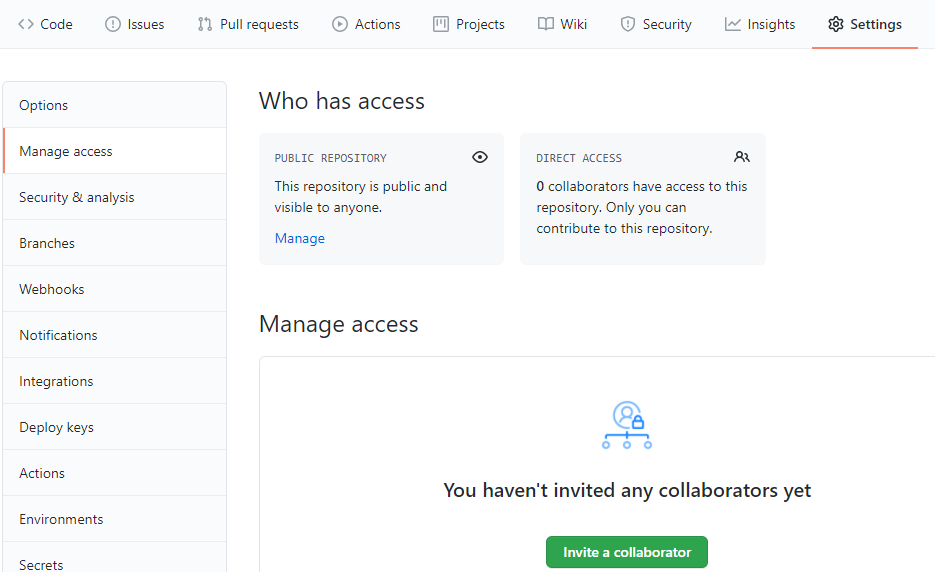 Code
Issues
Pull requests
Actions
Projects
Wiki
Security
Insights
Settings
Options
Manage access
Security & analysis
Branches
Webhooks
Notifications
Integrations
Deploy keys
Actions
Environments
Secrets
Who has access
PUBLIC REPOSITORY
This repository is public and
visible to anyone.
Manage
DIRECT ACCESS
0 collaborators have access to this
repository. Only you can
contribute to this repository.
Manage access
You haven't invited any collaborators yet
Invite a collaborator